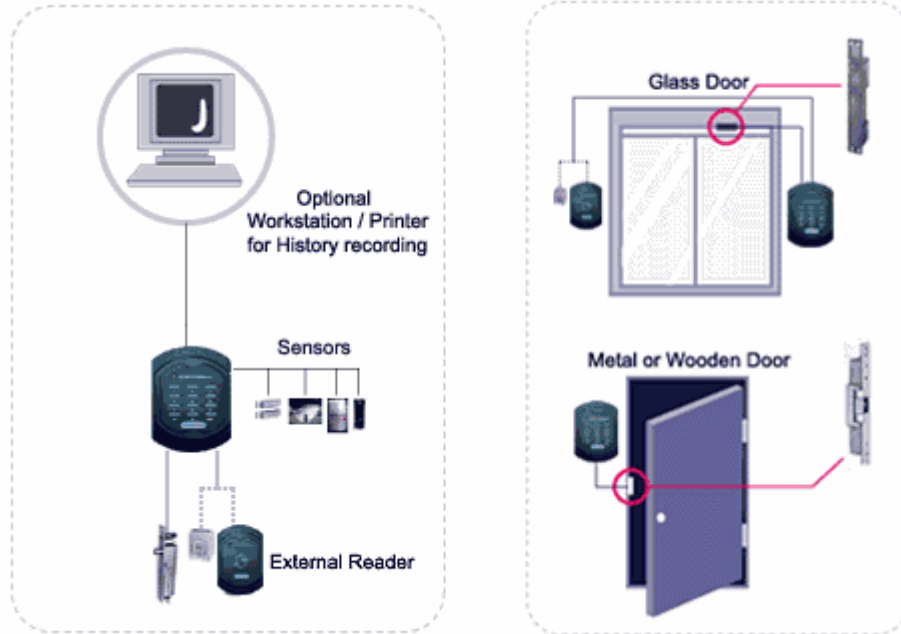 Optional
Workstation / Printer
for History recording
Sensors
External Reader
Glass Door
Metal or Wooden Door